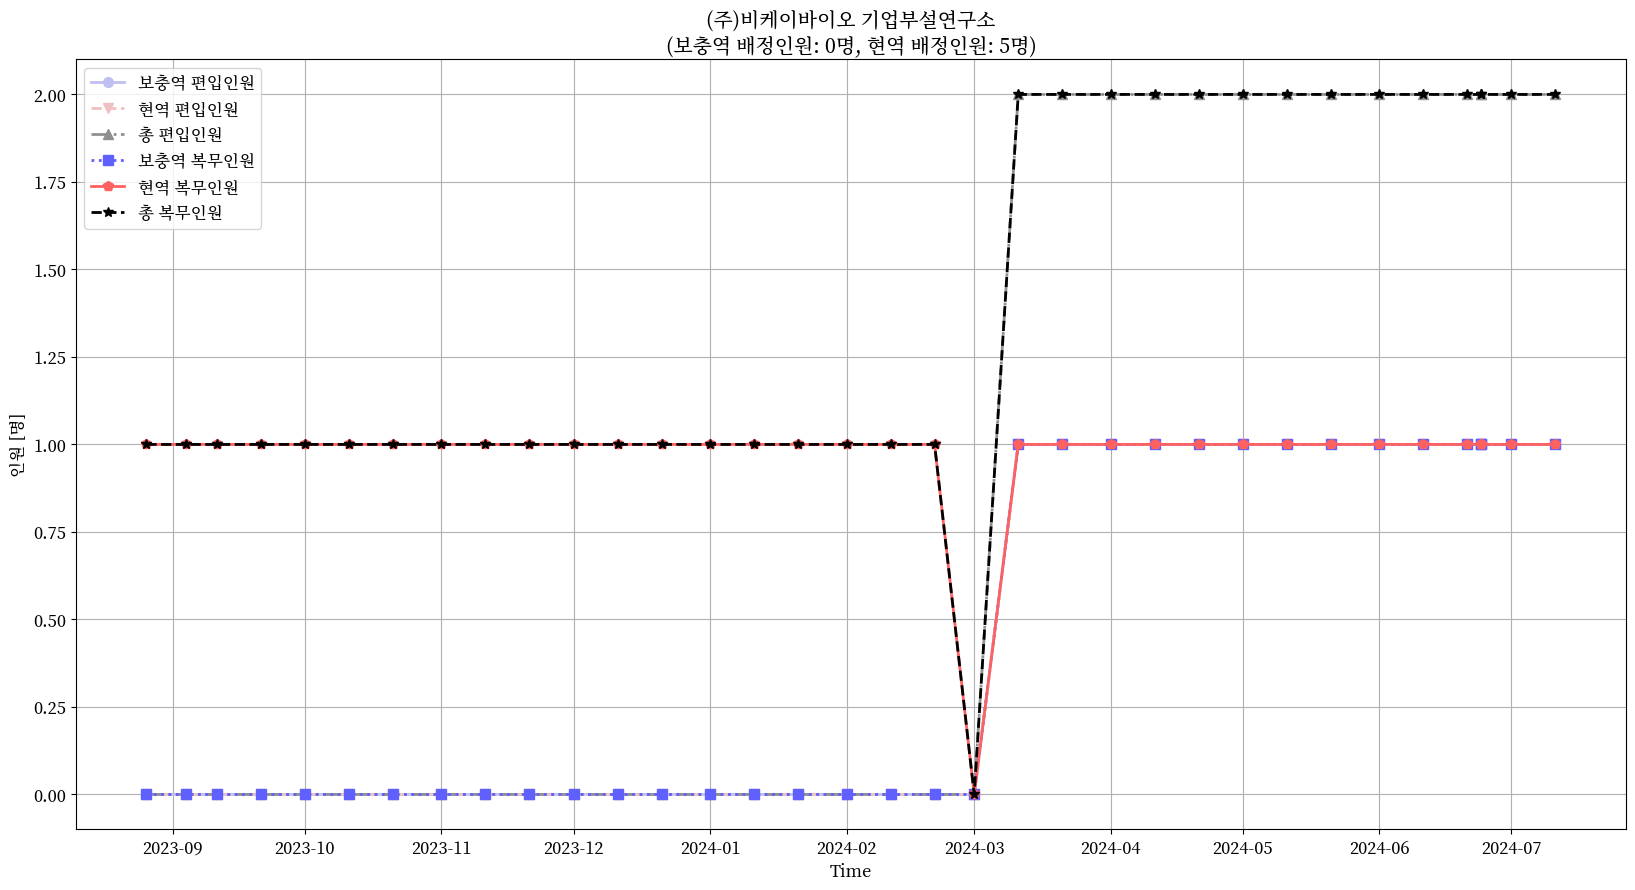 (주)비케이바이오 기업부설연구소
(보충역 배정인원: 0명, 현역 배정인원: 5명)
보충역 편입인원
현역 편입인원
총 편입인원
보충역 복무인원
현역 복무인원
총 복무인원
인원 [명]
2.00
1.75
1.50
1.25
1.00
0.75
0.50
0.25
0.00
2023-09 2023-10 2023-11 2023-12 2024-01 2024-02 2024-03 2024-04 2024-05 2024-06 2024-07
Time